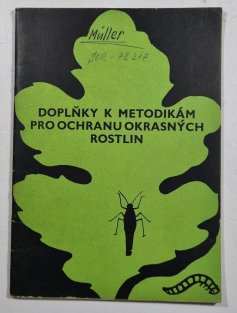 Müller
DOPLŇKY K METODIKÁM
PRO OCHRANU OKRASNÝCH
ROSTLIN